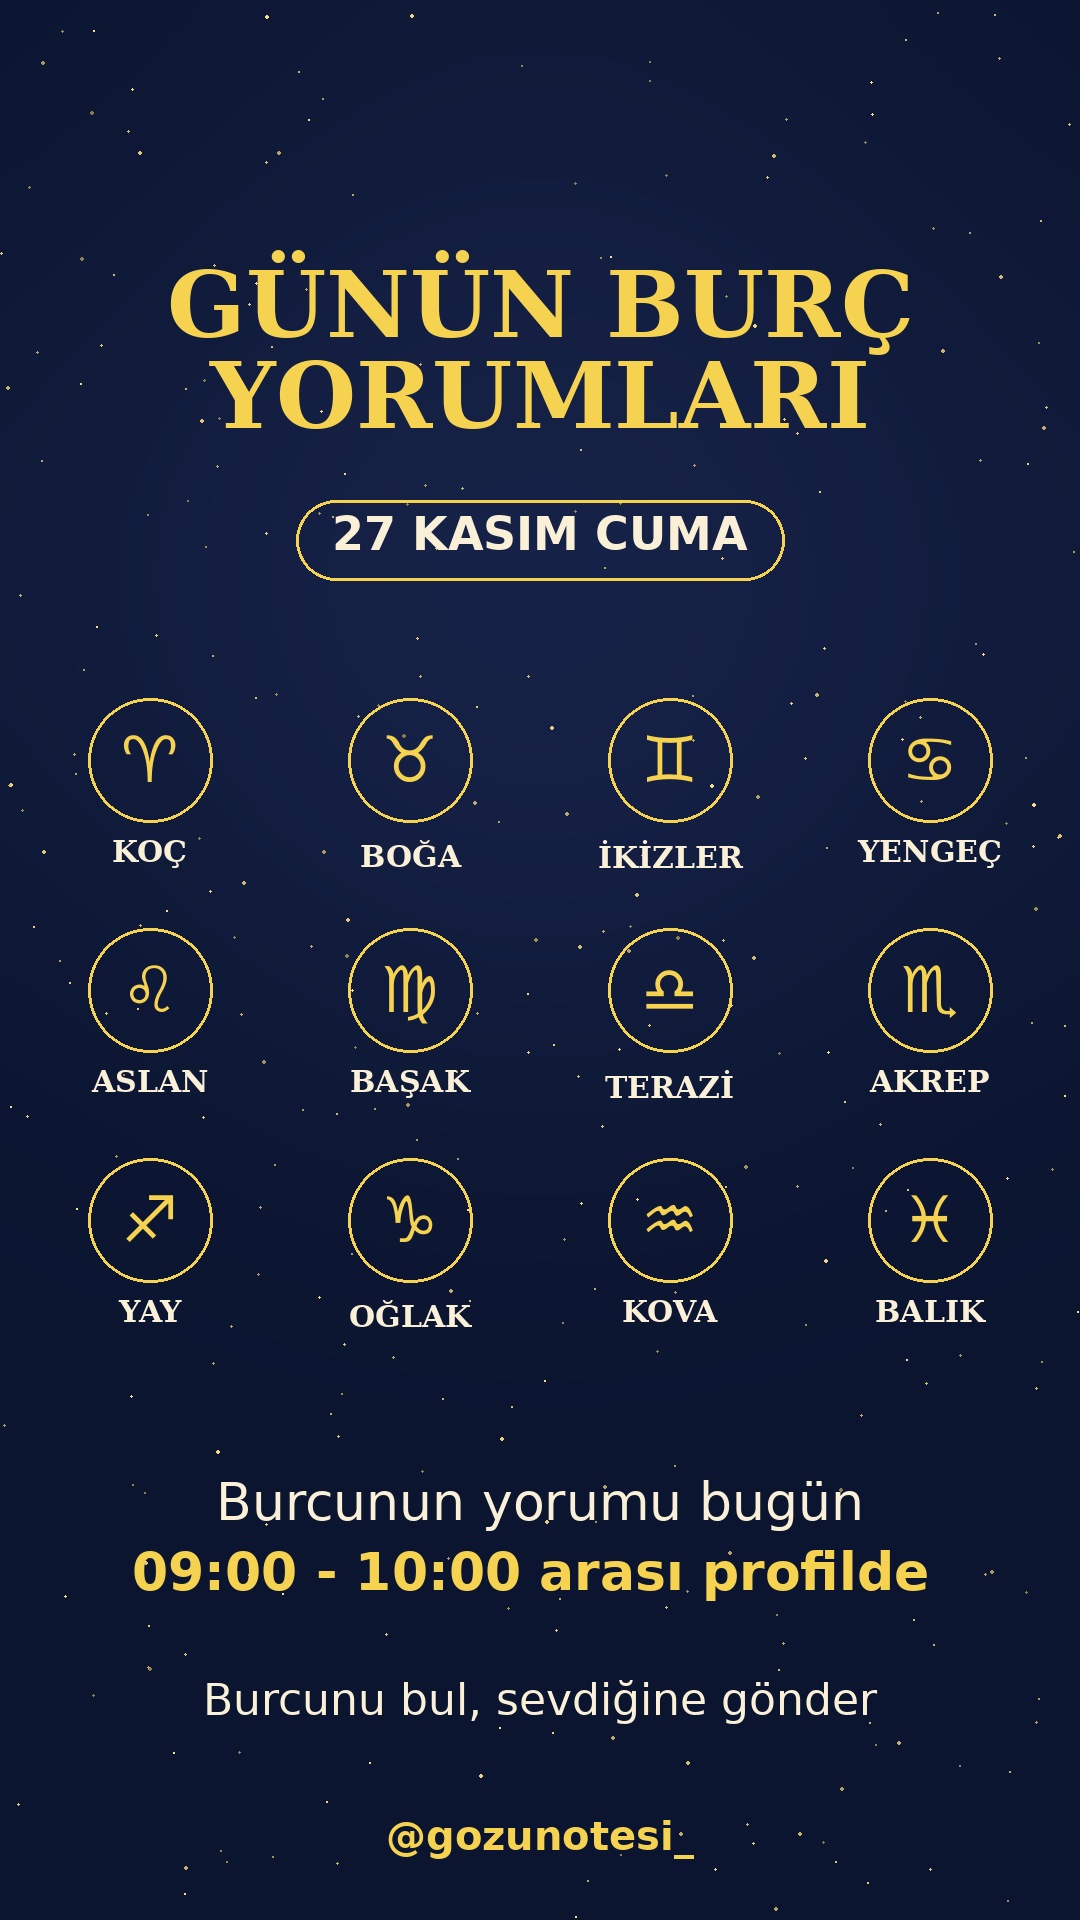 GÜNÜN BURÇ
YORUMLARI
27 KASIM CUMA
♈ ♉ ♊ ♋
KOÇ BOĞA İKİZLER YENGEÇ
♌ ♍ ♎ ♏
ASLAN BAŞAK TERAZİ AKREP
♐ ♑ ♒ ♓
YAY OĞLAK KOVA BALIK
Burcunun yorumu bugün
09:00 - 10:00 arası profilde
Burcunu bul, sevdiğine gönder
@gozunotesi_